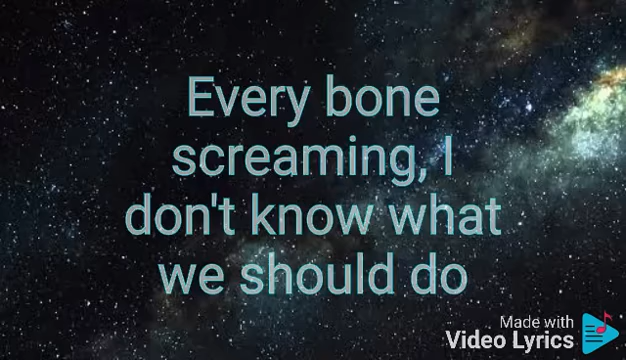 Every bone
screaming, I
don't know what
we should do
Made with
Video Lyrics